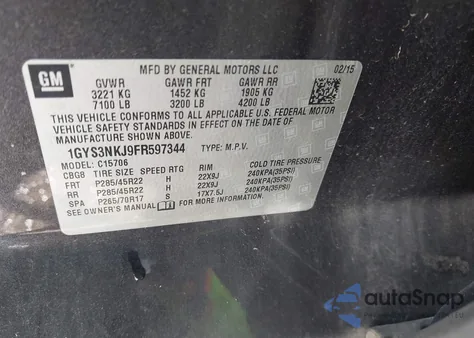 GM
MFD BY GENERAL MOTORS LLC 02/15
GVWR GAWR FRT GAWR RR
3221 KG 1452 KG 1905 KG
7100 LB 3200 LB 4200 LB
THIS VEHICLE CONFORMS TO ALL APPLICABLE U.S. FEDERAL MOTOR
VEHICLE SAFETY STANDARDS IN EFFECT ON THE DATE OF
MANUFACTURE SHOWN ABOVE.
1GYS3NKJ9FR597344 TYPE: M.P.V.
MODEL: C15706
CBGB TIRE SIZE SPEED RTG RIM COLD TIRE PRESSURE
FRT P285/45R22 H 22X9J 240KPA(35PSI)
RR P285/45R22 H 22X9J 240KPA(35PSI)
SPA P265/70R17 S 17X7.5J 240KPA(35PSI)
SEE OWNER'S MANUAL FOR MORE INFORMATION.
autoSnap